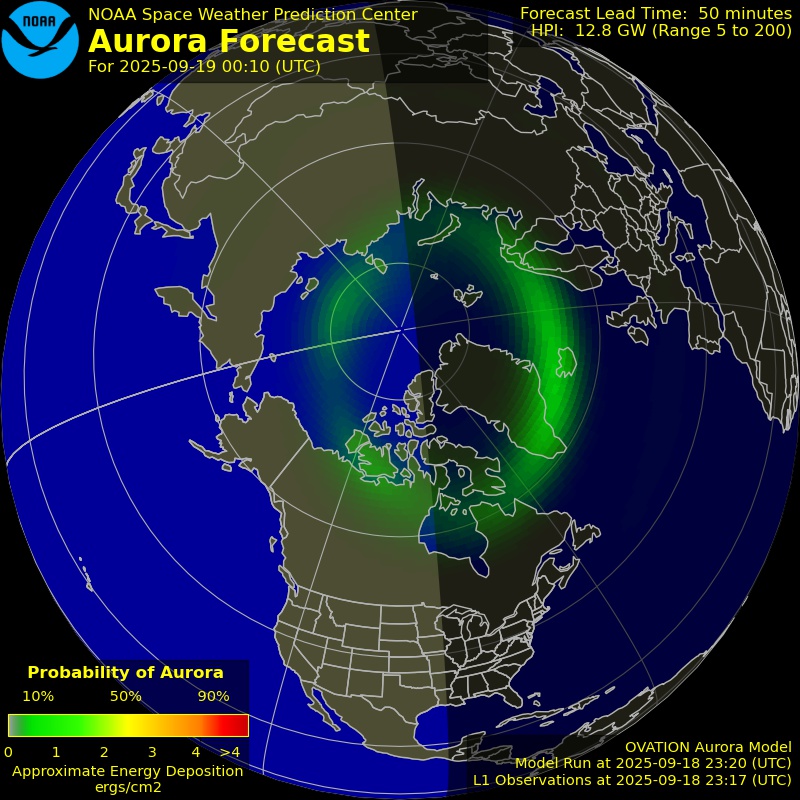 NOAA
NOAA Space Weather Prediction Center
Aurora Forecast
For 2025-09-19 00:10 (UTC)
Forecast Lead Time: 50 minutes
HPI: 12.8 GW (Range 5 to 200)
Probability of Aurora
10% 50% 90%
0 1 2 3 4 >4
Approximate Energy Deposition
ergs/cm2
OVATION Aurora Model
Model Run at 2025-09-18 23:20 (UTC)
L1 Observations at 2025-09-18 23:17 (UTC)